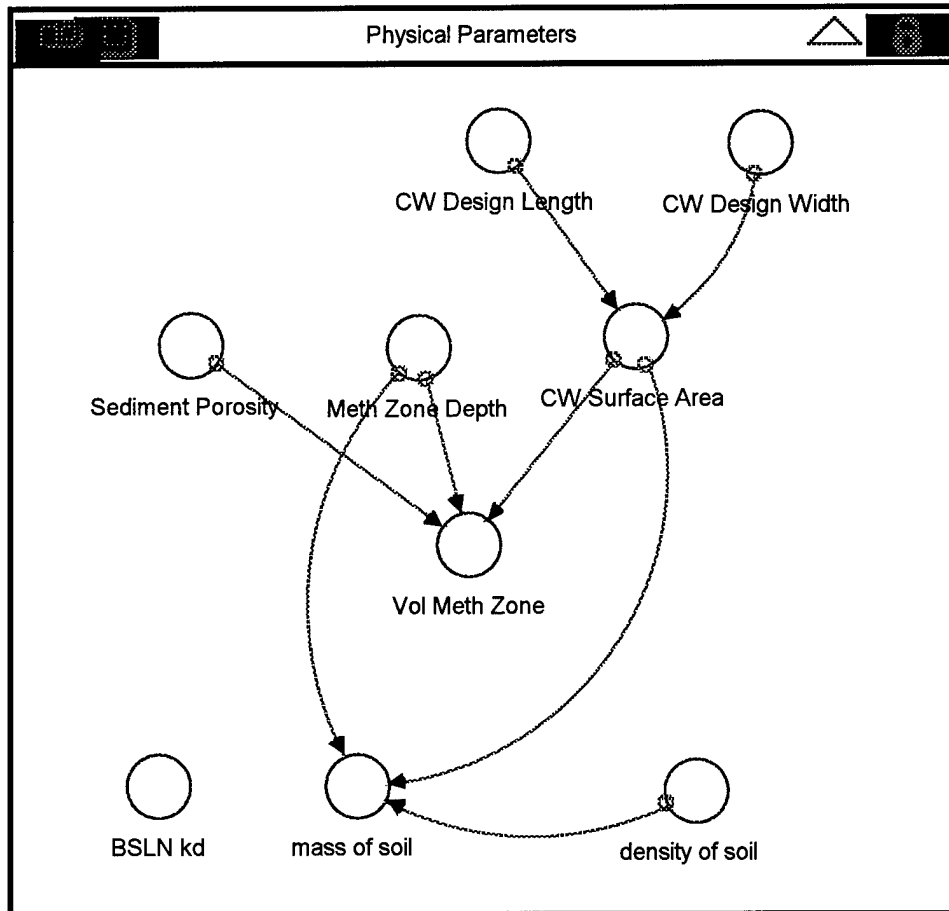 Physical Parameters
CW Design Length
CW Design Width
Sediment Porosity
Meth Zone Depth
CW Surface Area
Vol Meth Zone
BSLN kd
mass of soil
density of soil